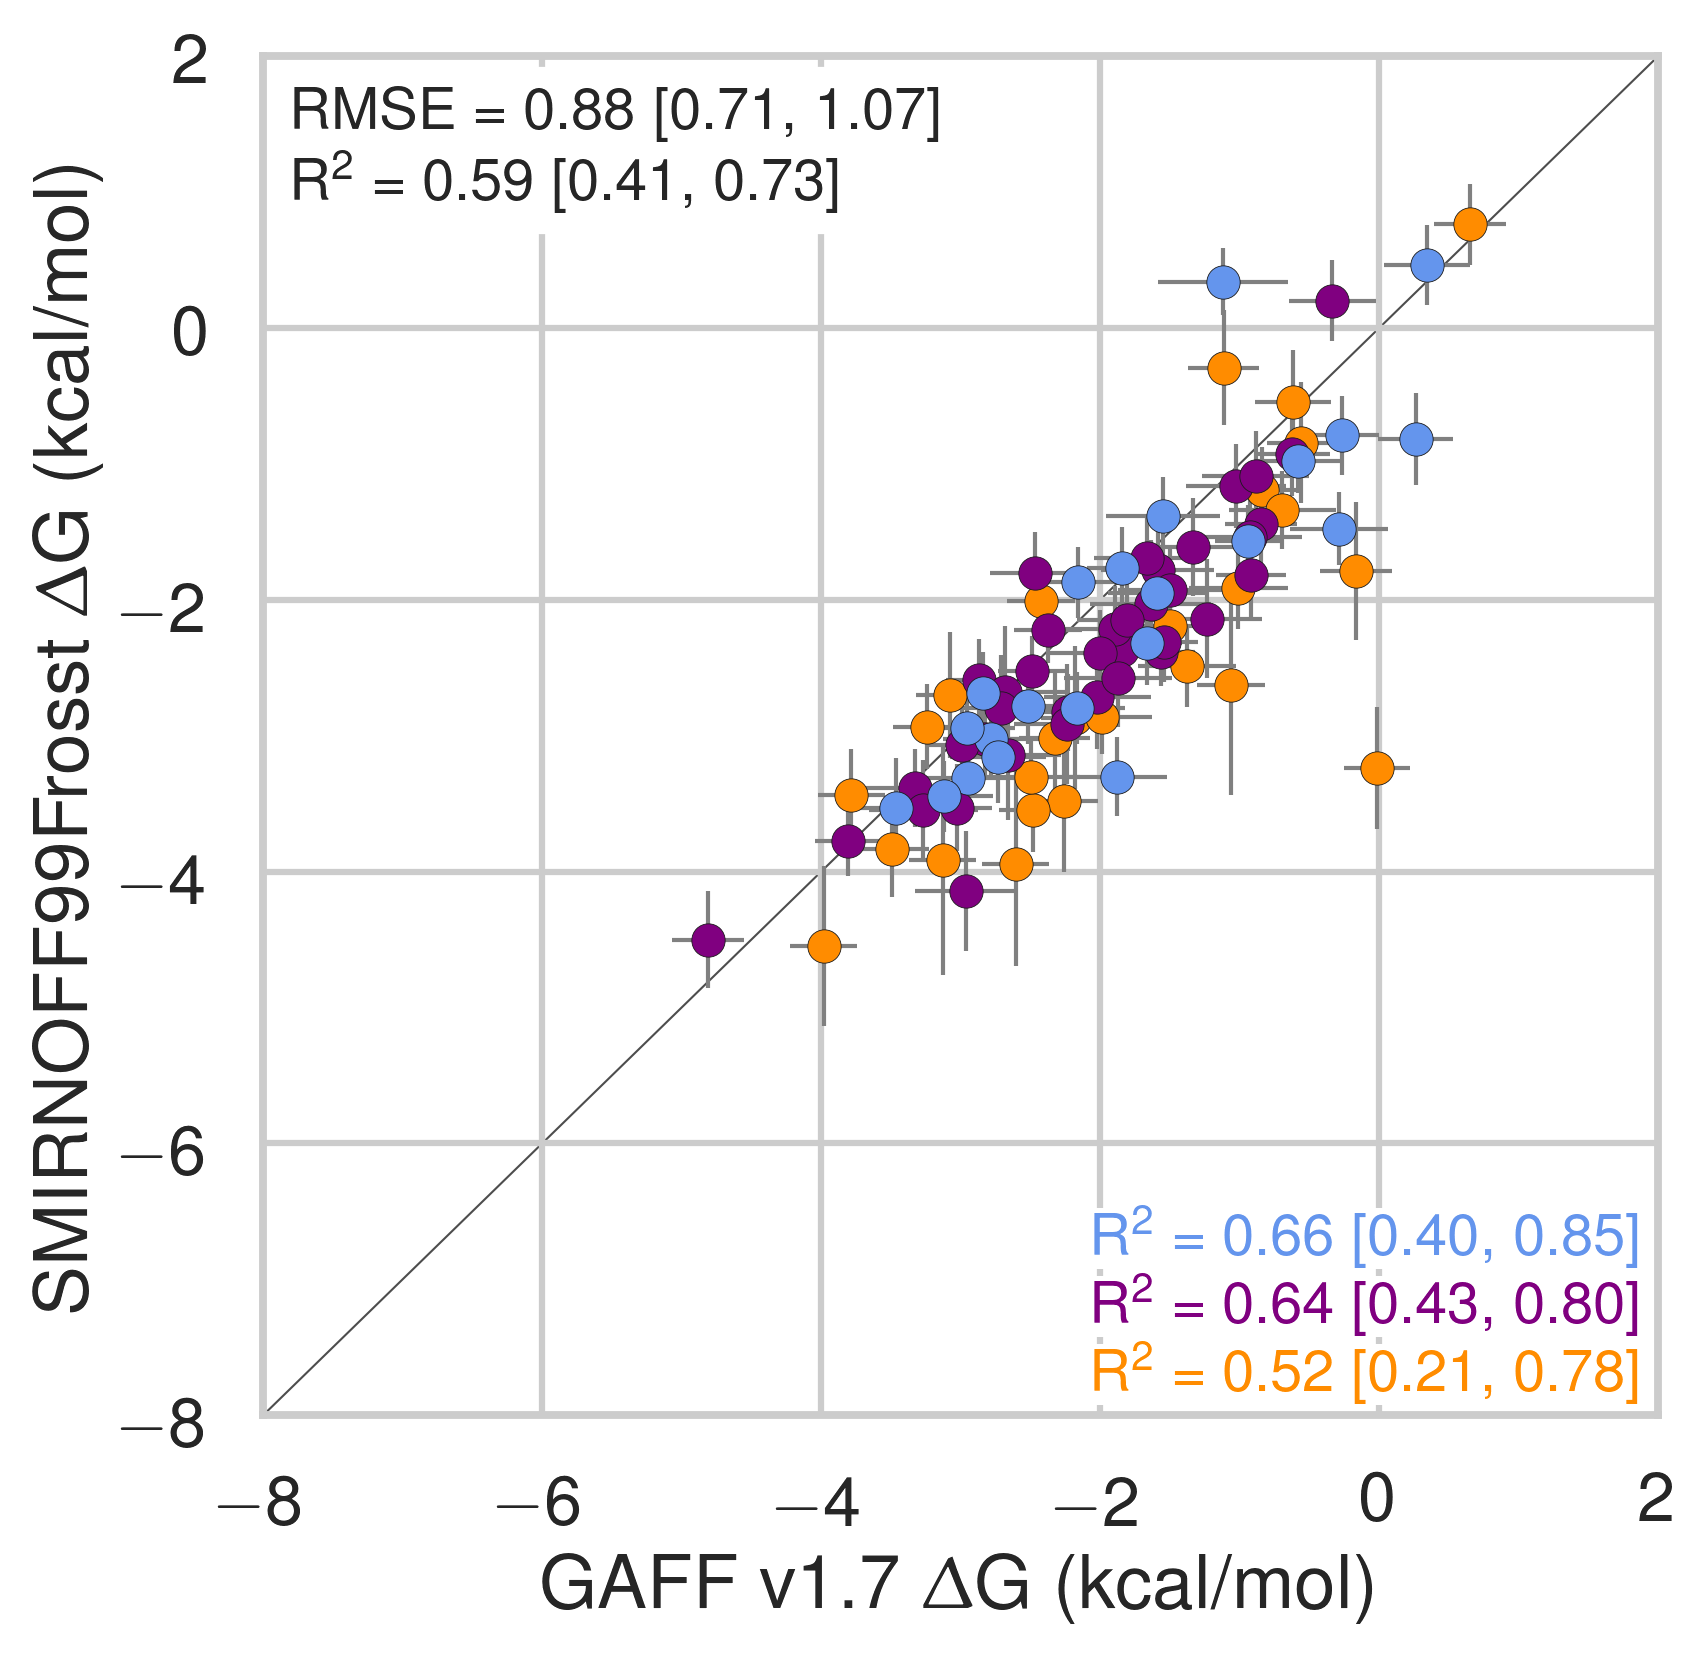 RMSE = 0.88 [0.71, 1.07]
R² = 0.59 [0.41, 0.73]
SMIRNOFF99Frosst ΔG (kcal/mol)
2
0
−2
−4
−6
−8
R² = 0.66 [0.40, 0.85]
R² = 0.64 [0.43, 0.80]
R² = 0.52 [0.21, 0.78]
−8 −6 −4 −2 0 2
GAFF v1.7 ΔG (kcal/mol)